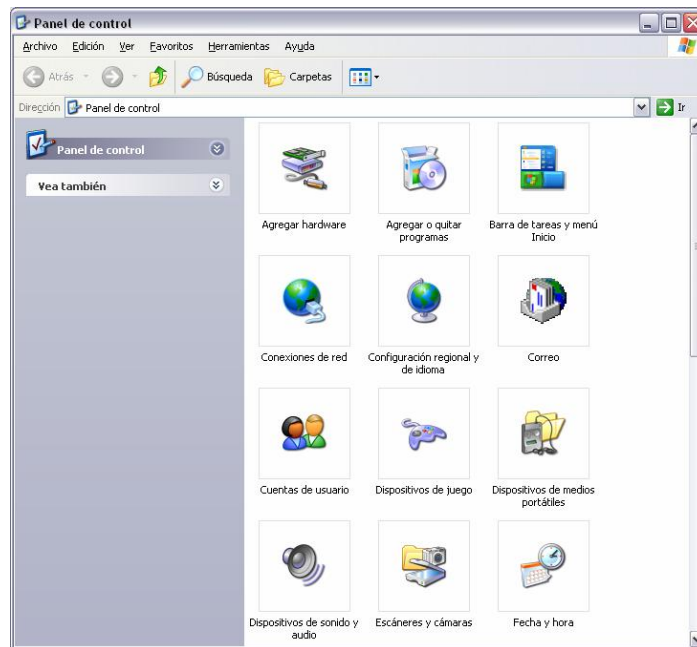 Panel de control
Archivo Edición Ver Favoritos Herramientas Ayuda
Atrás Búsqueda Carpetas
Dirección Panel de control Ir
Panel de control
Vea también
Agregar hardware
Agregar o quitar
programas
Barra de tareas y menú
Inicio
Conexiones de red
Configuración regional y
de idioma
Correo
Cuentas de usuario
Dispositivos de juego
Dispositivos de medios
portátiles
Dispositivos de sonido y
audio
Escáneres y cámaras
Fecha y hora